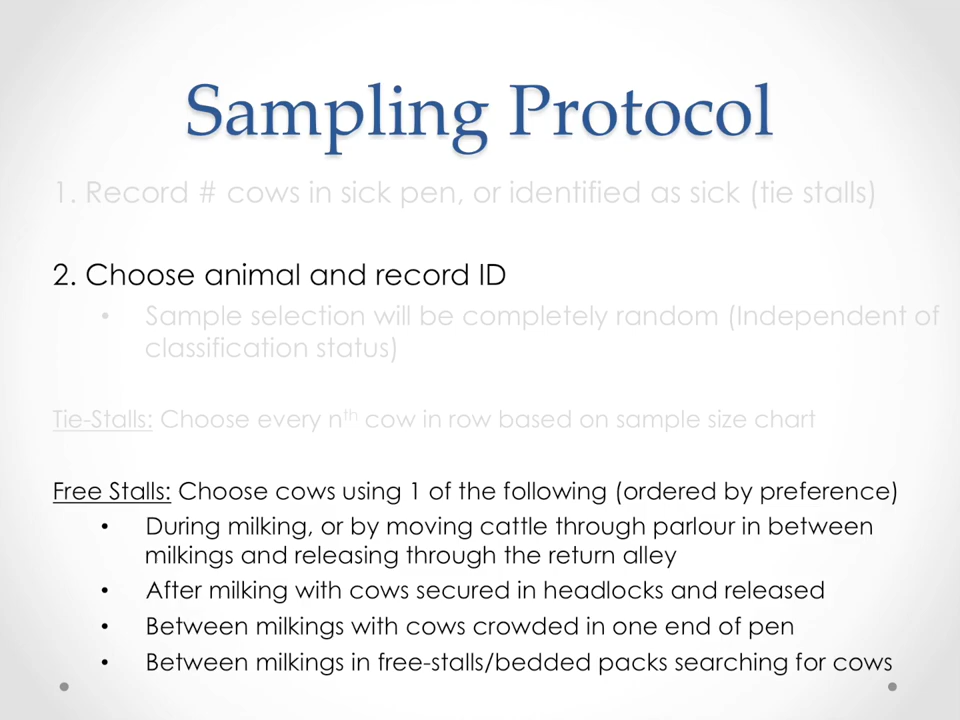 Sampling Protocol
1. Record # cows in sick pen, or identified as sick (tie stalls)
2. Choose animal and record ID
• Sample selection will be completely random (Independent of
classification status)
Tie-Stalls: Choose every nth cow in row based on sample size chart
Free Stalls: Choose cows using 1 of the following (ordered by preference)
• During milking, or by moving cattle through parlour in between
milkings and releasing through the return alley
• After milking with cows secured in headlocks and released
• Between milkings with cows crowded in one end of pen
• Between milkings in free-stalls/bedded packs searching for cows